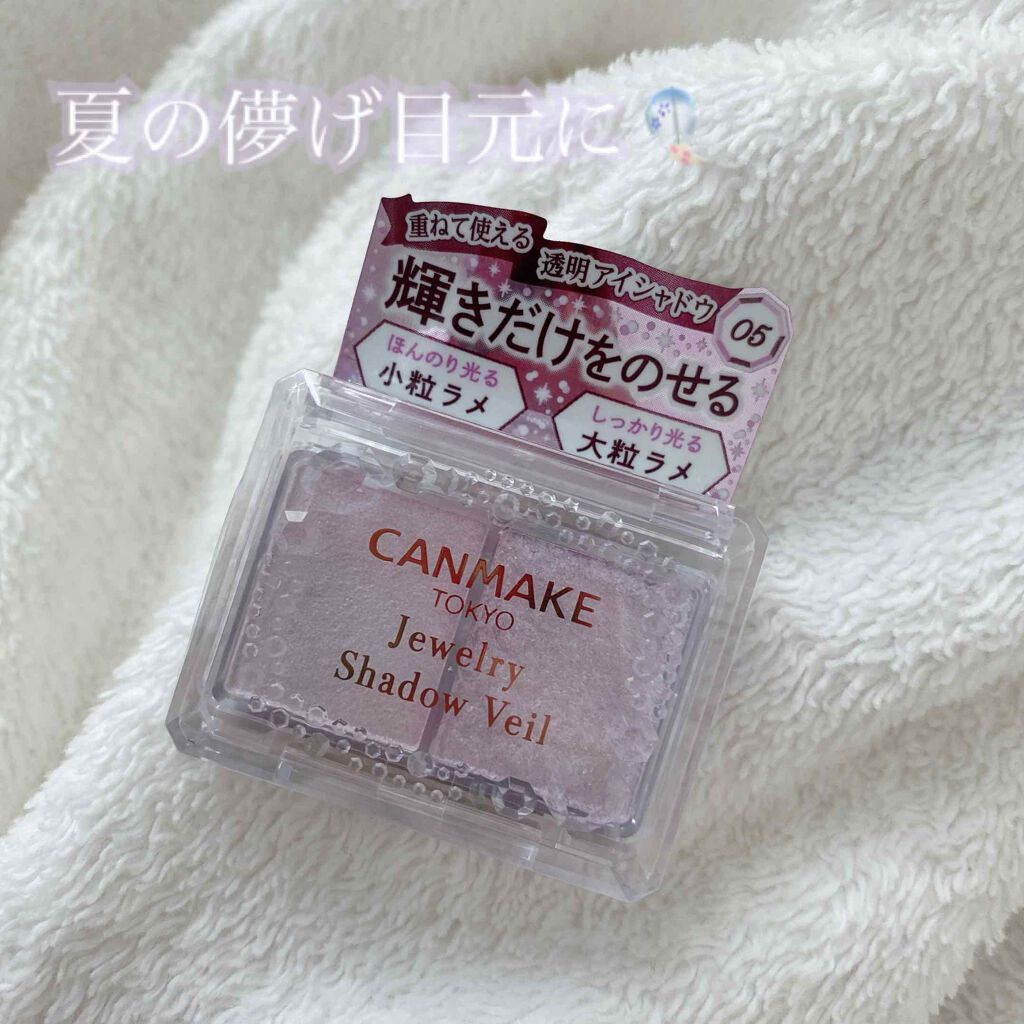 夏の儚げ目元に🎐
重ねて使える
透明アイシャドウ
輝きだけをのせる
05
ほんのり光る
小粒ラメ
しっかり光る
大粒ラメ
CANMAKE
TOKYO
Jewelry
Shadow Veil